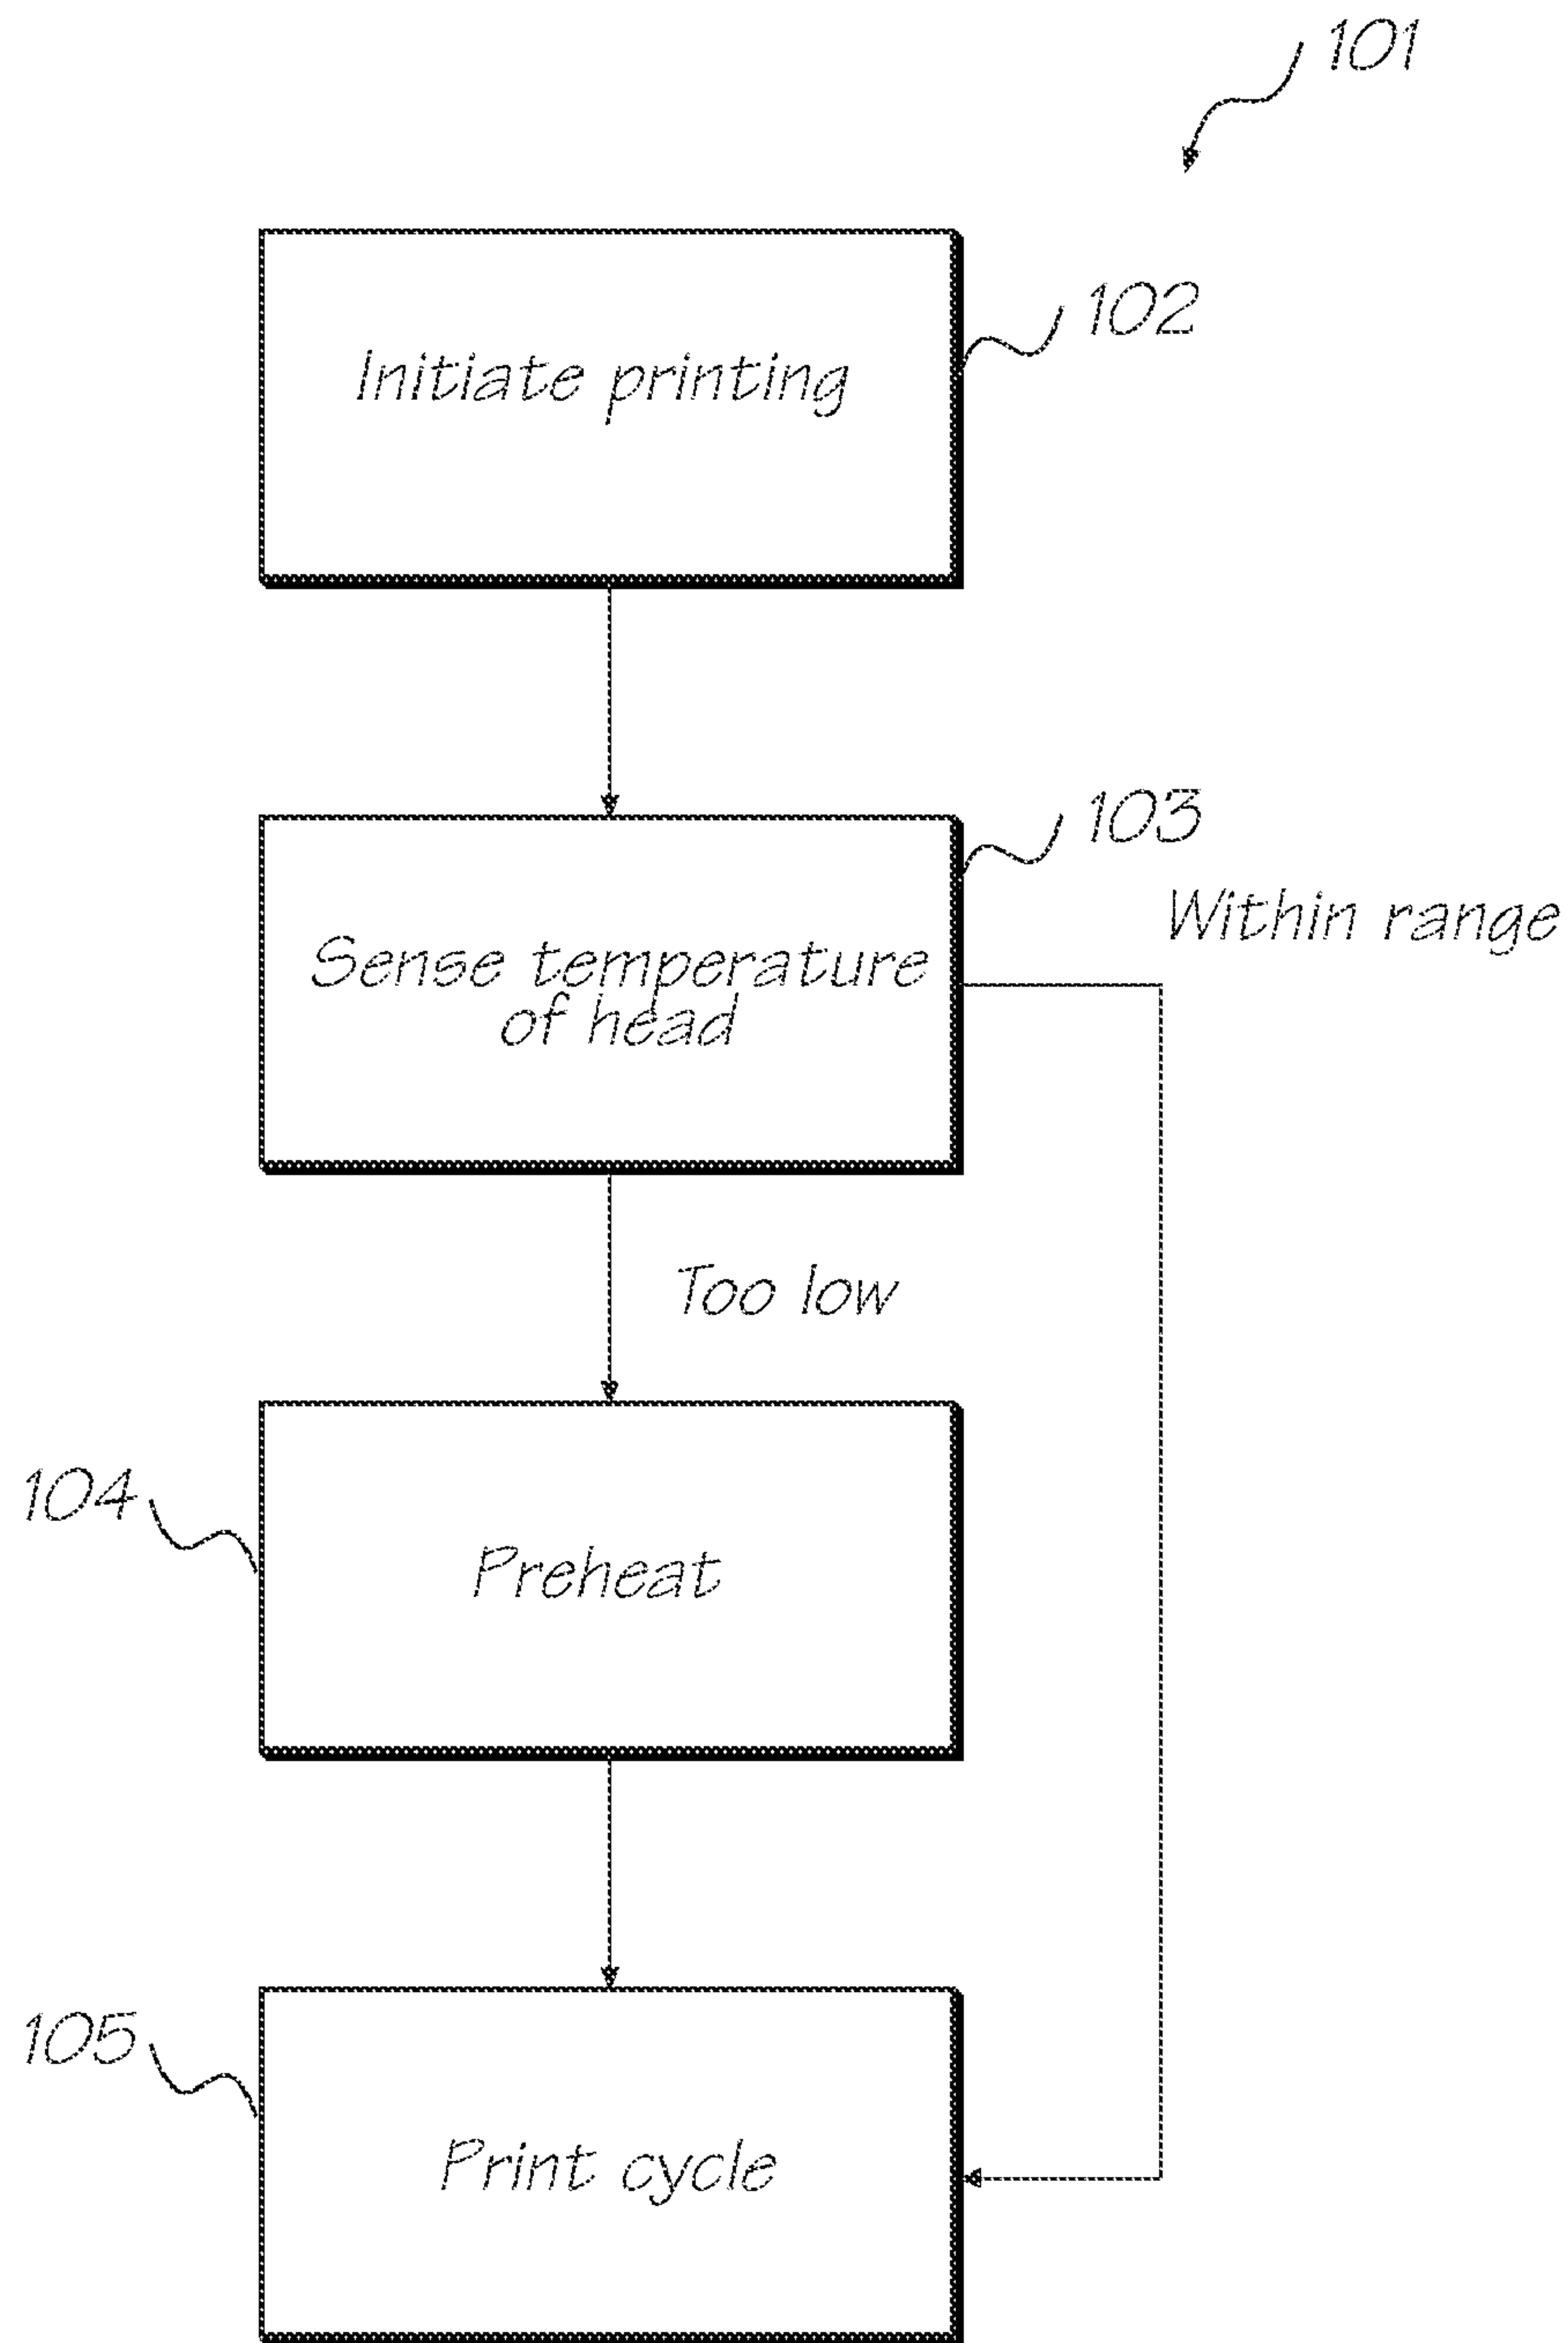 101
Initiate printing
102
103
Within range
Sense temperature
of head
Too low
104
Preheat
105
Print cycle